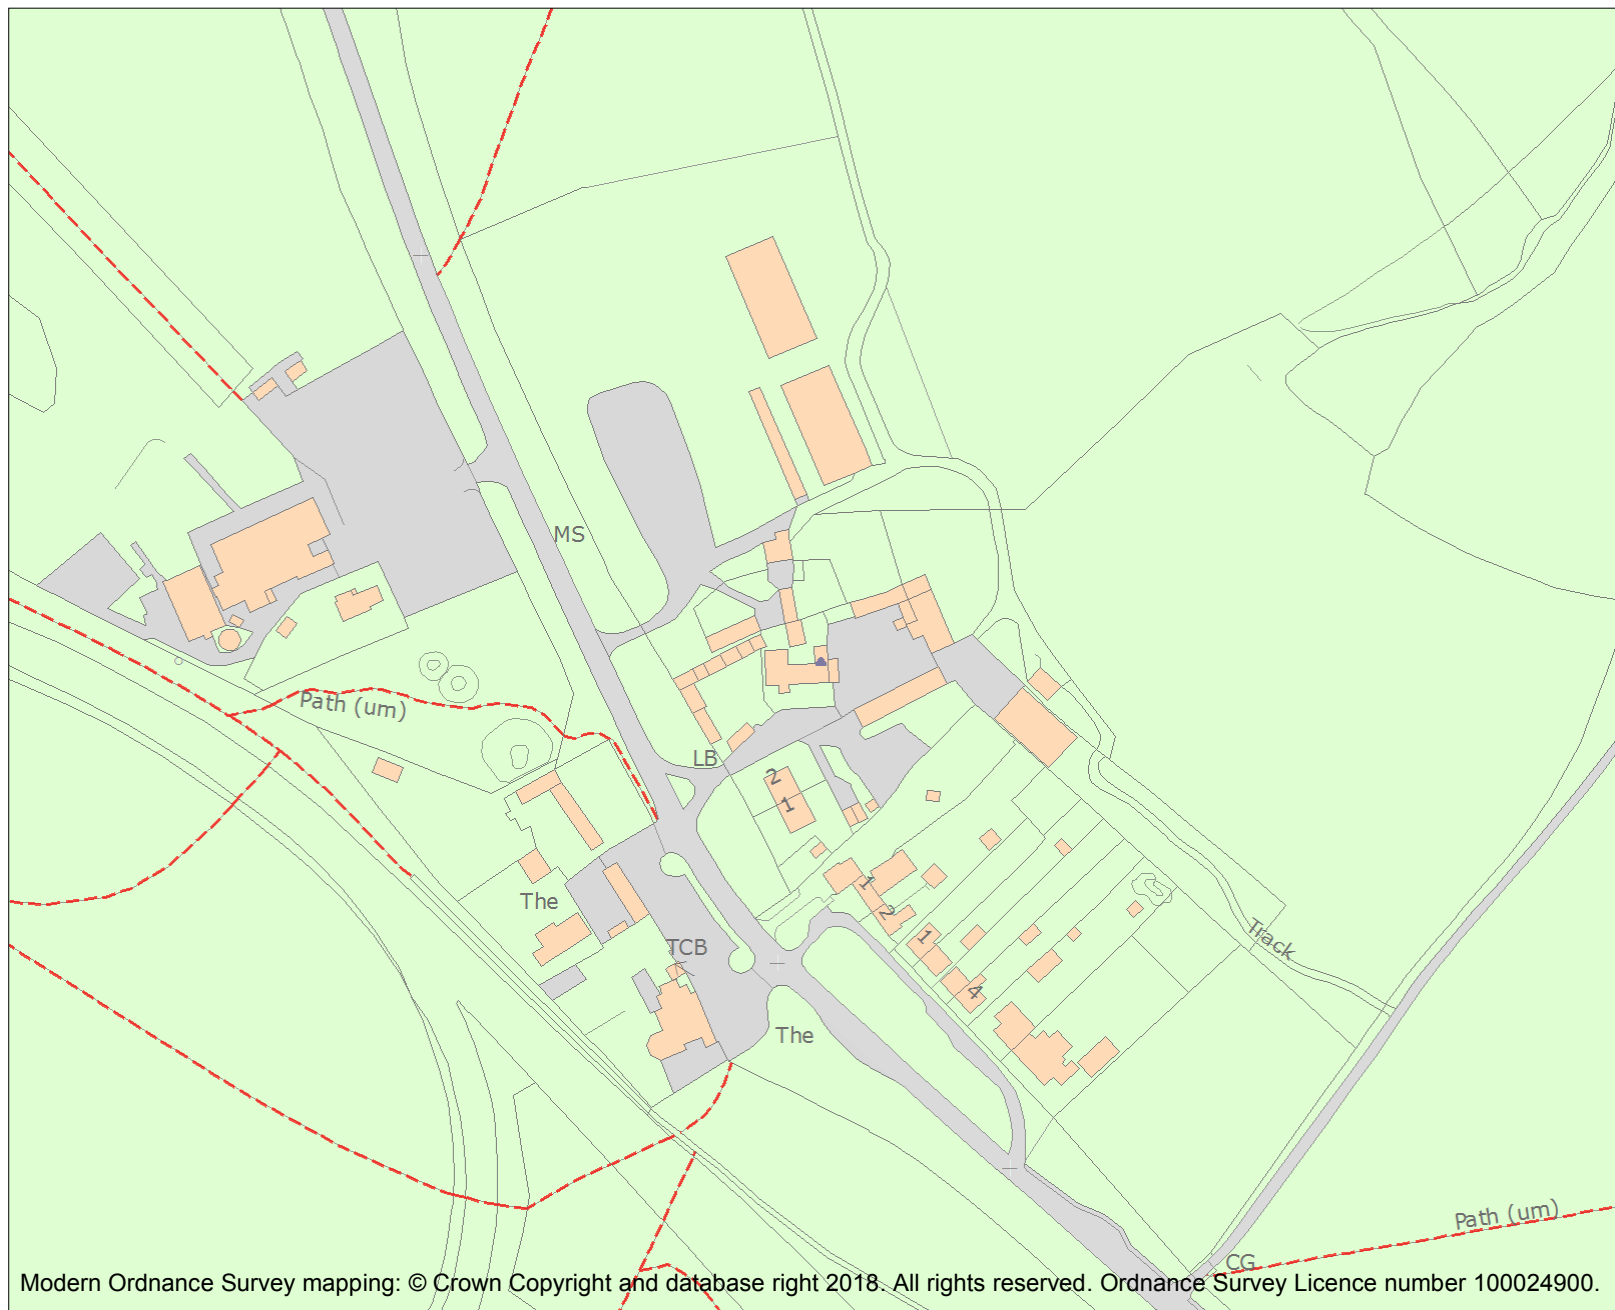 MS
Path (um)
LB
2
1
The
1
2
TCB
1
4
Track
The
Path (um)
CG
Modern Ordnance Survey mapping: © Crown Copyright and database right 2018. All rights reserved. Ordnance Survey Licence number 100024900.